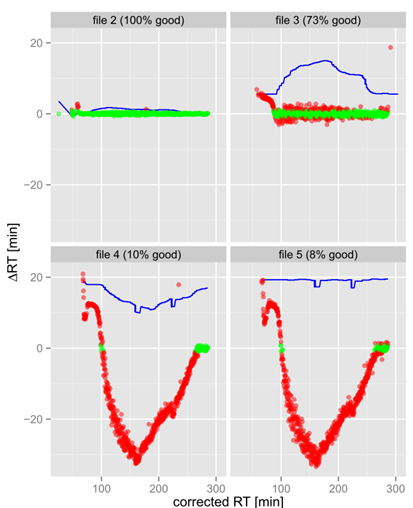 file 2 (100% good)
file 3 (73% good)
20
0
−20
file 4 (10% good)
file 5 (8% good)
20
0
−20
ΔRT [min]
100
200
300
100
200
300
corrected RT [min]